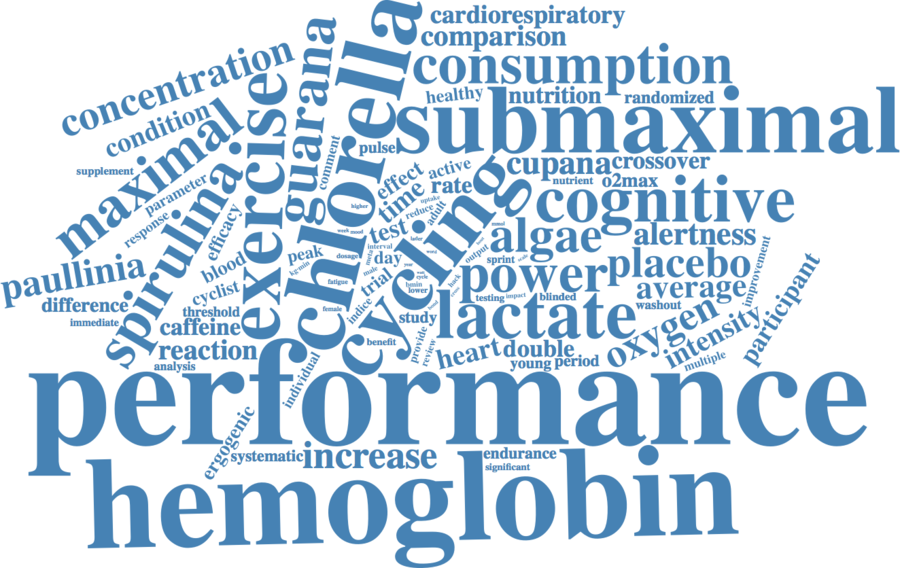 cardiorespiratory
comparison
consumption
concentration
guarana
chlorella
healthy
nutrition
randomized
condition
submaximal
exercise
maximal
comment
pulse
supplement
parameter
effect
active
rate
cupana
crossover
nutrient
o2max
response
spirulina
efficacy
higher
time
uptake
reduce
adult
cycling
cognitive
test
algae
alertness
paullinia
blood
peak
interval
day
output
sprint
power
placebo
improvement
participant
difference
cyclist
dosage
trial
male
fatigue
lower
average
immediate
threshold
caffeine
female
indice
study
testing
impact
blinded
washout
lactate
oxygen
intensity
multiple
reaction
analysis
individual
benefit
provide
review
heart
double
young
period
performance
ergogenic
systematic
increase
endurance
significant
hemoglobin